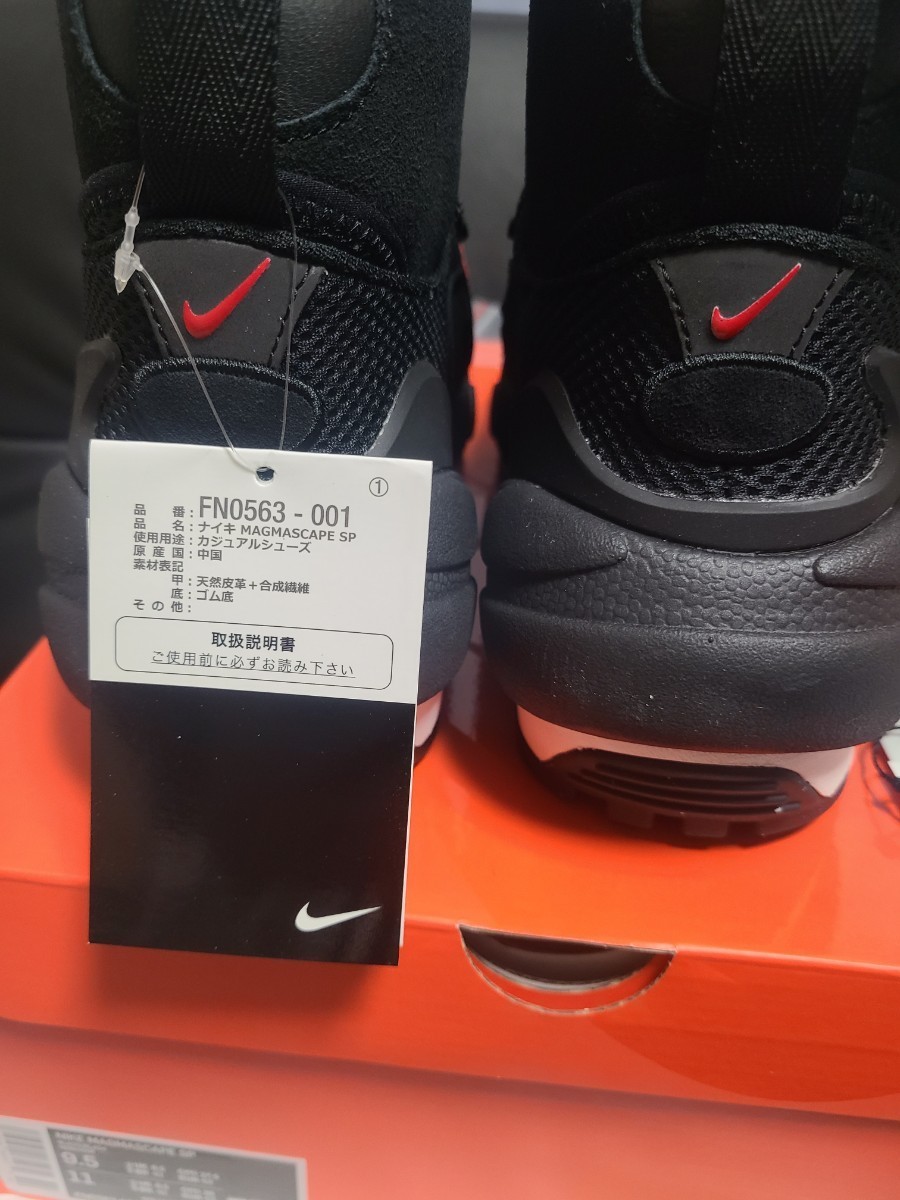 ①
品 番：FN0563 - 001
品 名：ナイキ MAGMASCAPE SP
使用用途：カジュアルシューズ
原 産 国：中国
素材表記
甲：天然皮革＋合成繊維
底：ゴム底
そ の 他：
取扱説明書
ご使用前に必ずお読み下さい
NIKE MAGMASCAPE SP
9.5
11